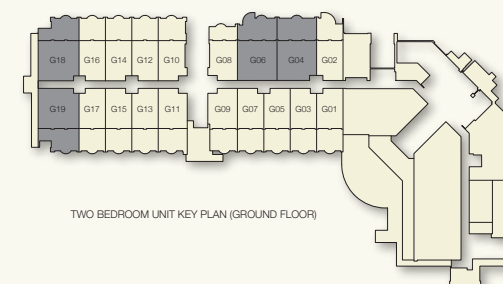 G18 G16 G14 G12 G10 G08 G06 G04 G02
G19 G17 G15 G13 G11 G09 G07 G05 G03 G01
TWO BEDROOM UNIT KEY PLAN (GROUND FLOOR)